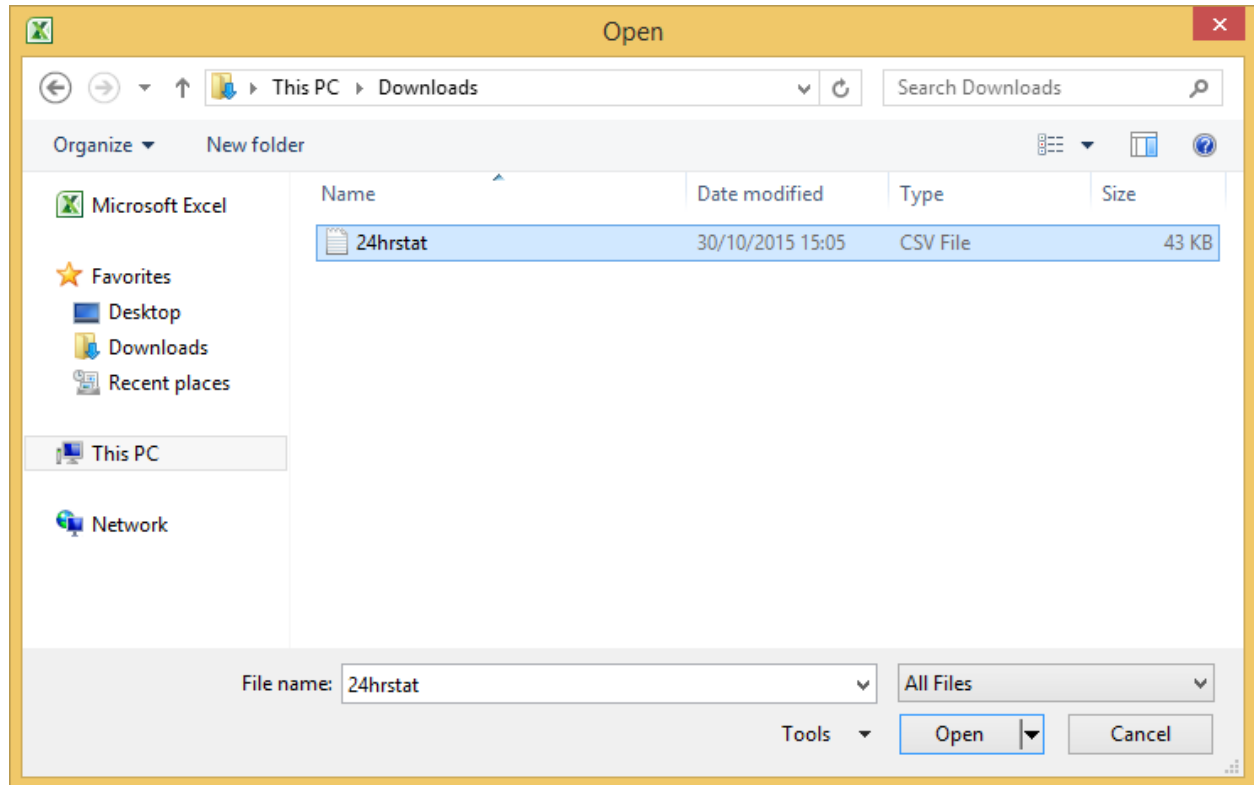 Open
This PC Downloads Search Downloads
Organize New folder
Name Date modified Type Size
24hrstat 30/10/2015 15:05 CSV File 43 KB
Microsoft Excel
Favorites
Desktop
Downloads
Recent places
This PC
Network
File name: 24hrstat All Files
Tools Open Cancel